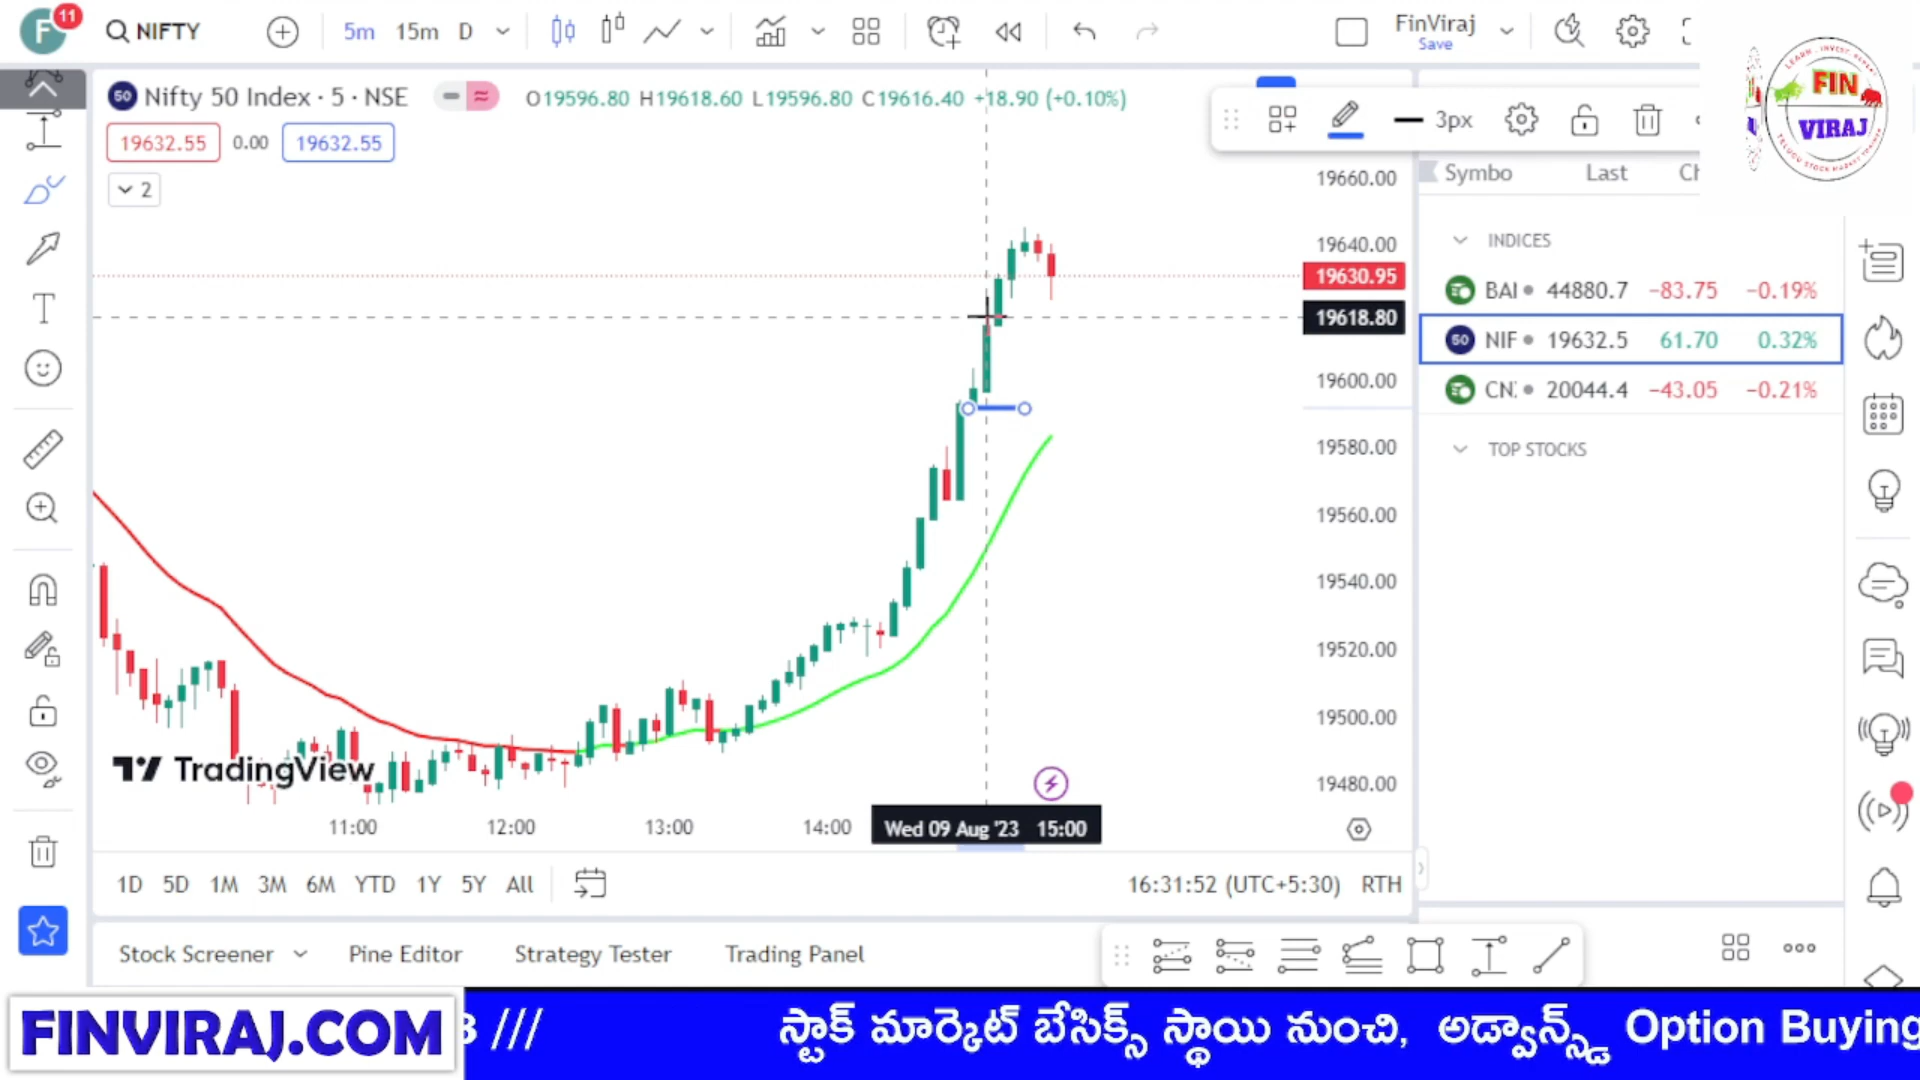 F 11 NIFTY 5m 15m D FinViraj
Save
Nifty 50 Index · 5 · NSE O19596.80 H19618.60 L19596.80 C19616.40 +18.90 (+0.10%)
19632.55 0.00 19632.55
2
3px
FIN
VIRAJ
Symbo Last
19660.00
19640.00
19630.95
19618.80
19600.00
19580.00
19560.00
19540.00
19520.00
19500.00
19480.00
INDICES
BAI 44880.7 −83.75 −0.19%
50 NIF 19632.5 61.70 0.32%
CN 20044.4 −43.05 −0.21%
TOP STOCKS
TradingView
11:00 12:00 13:00 14:00 Wed 09 Aug '23 15:00
1D 5D 1M 3M 6M YTD 1Y 5Y All 16:31:52 (UTC+5:30) RTH
Stock Screener Pine Editor Strategy Tester Trading Panel
FINVIRAJ.COM /// స్టాక్ మార్కెట్ బేసిక్స్ స్థాయి నుంచి, అడ్వాన్స్డ్ Option Buying